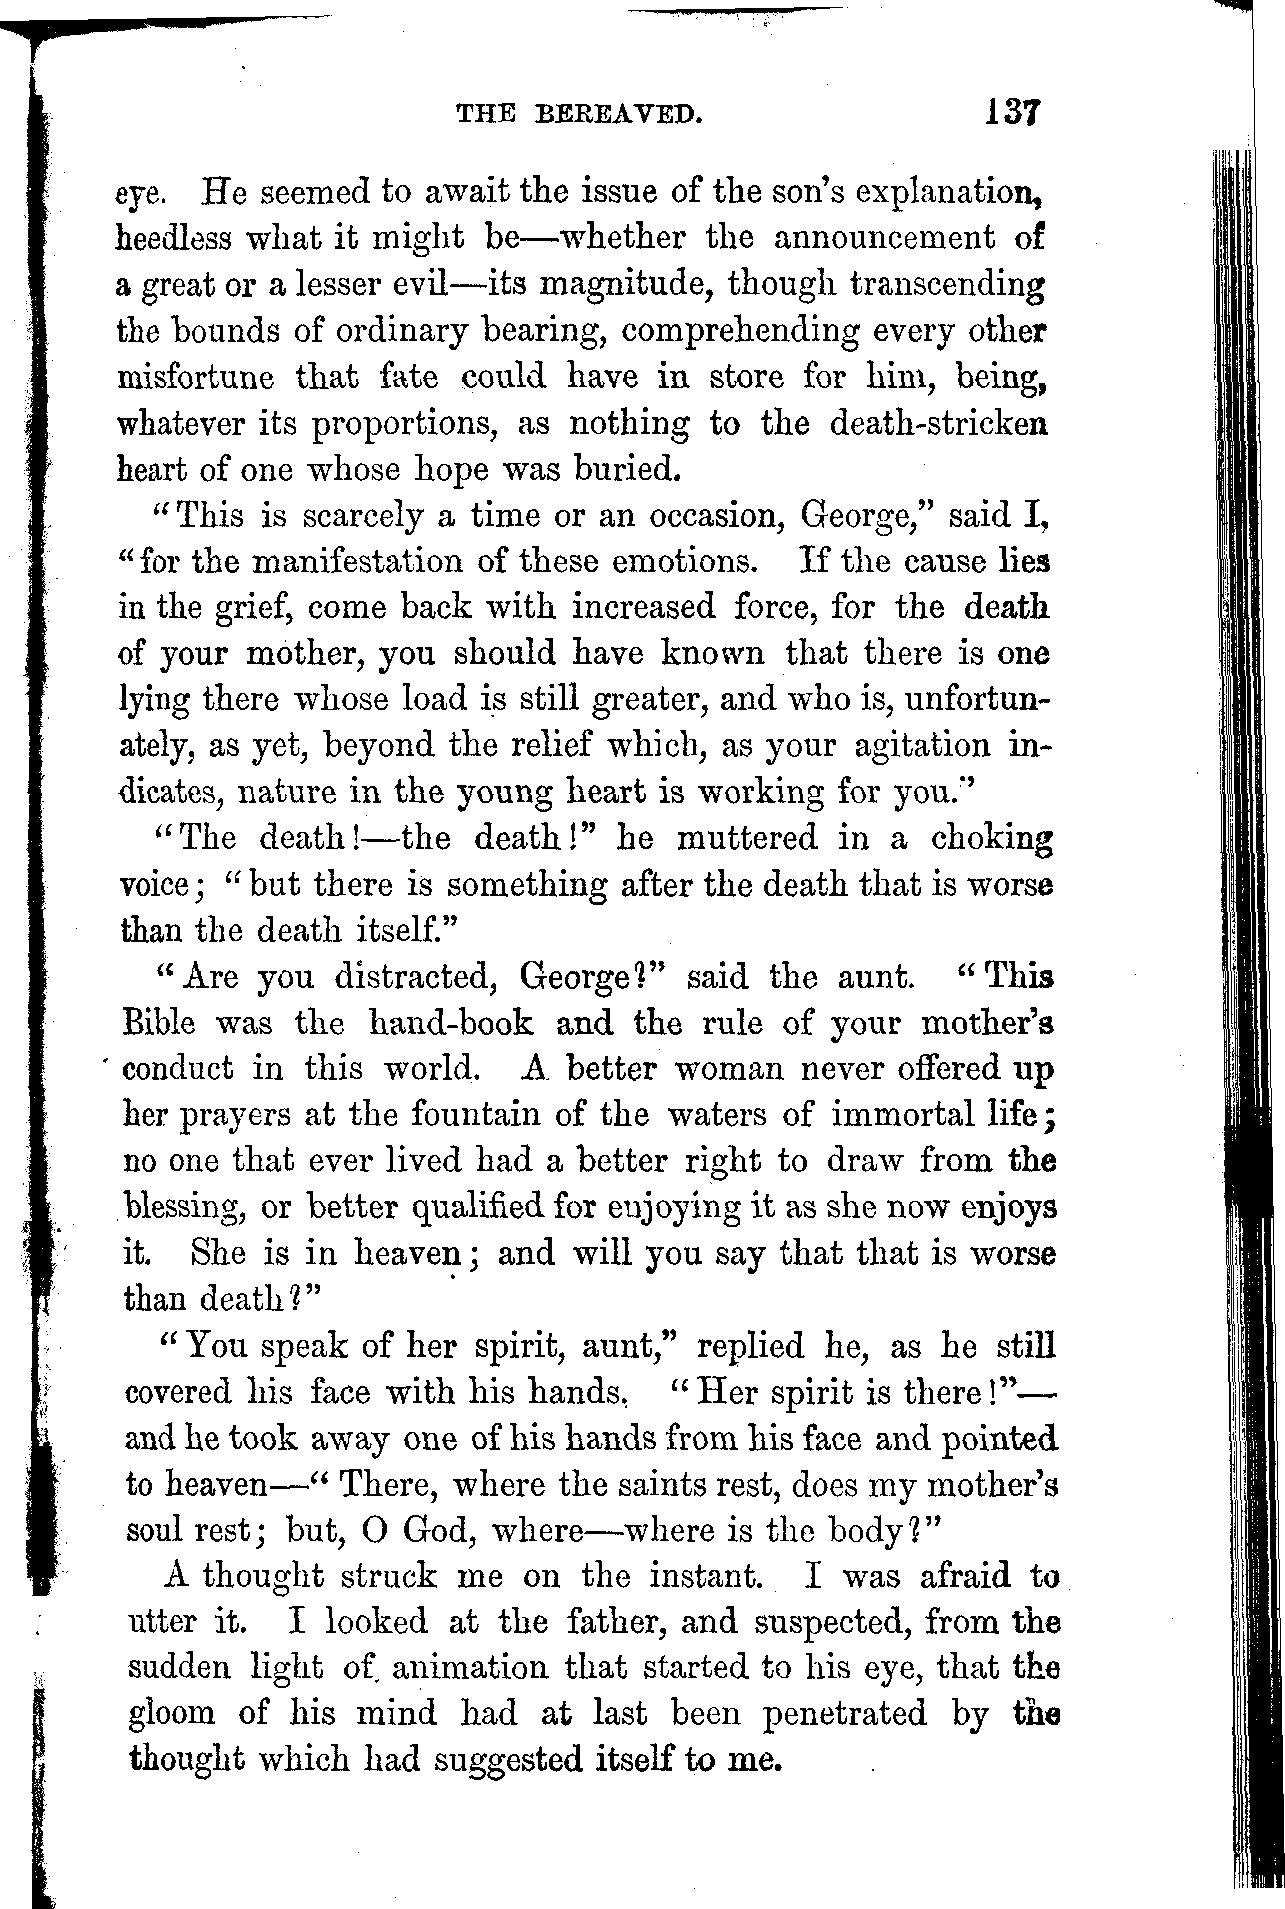 THE BEREAVED. 137
eye. He seemed to await the issue of the son's explanation,
heedless what it might be—whether the announcement of
a great or a lesser evil—its magnitude, though transcending
the bounds of ordinary bearing, comprehending every other
misfortune that fate could have in store for him, being,
whatever its proportions, as nothing to the death-stricken
heart of one whose hope was buried.
"This is scarcely a time or an occasion, George," said I,
"for the manifestation of these emotions. If the cause lies
in the grief, come back with increased force, for the death
of your mother, you should have known that there is one
lying there whose load is still greater, and who is, unfortun-
ately, as yet, beyond the relief which, as your agitation in-
dicates, nature in the young heart is working for you."
"The death!—the death!" he muttered in a choking
voice; "but there is something after the death that is worse
than the death itself."
"Are you distracted, George?" said the aunt. "This
Bible was the hand-book and the rule of your mother's
conduct in this world. A better woman never offered up
her prayers at the fountain of the waters of immortal life;
no one that ever lived had a better right to draw from the
blessing, or better qualified for enjoying it as she now enjoys
it. She is in heaven; and will you say that that is worse
than death?"
"You speak of her spirit, aunt," replied he, as he still
covered his face with his hands. "Her spirit is there!"—
and he took away one of his hands from his face and pointed
to heaven—"There, where the saints rest, does my mother's
soul rest; but, O God, where—where is the body?"
A thought struck me on the instant. I was afraid to
utter it. I looked at the father, and suspected, from the
sudden light of animation that started to his eye, that the
gloom of his mind had at last been penetrated by the
thought which had suggested itself to me.